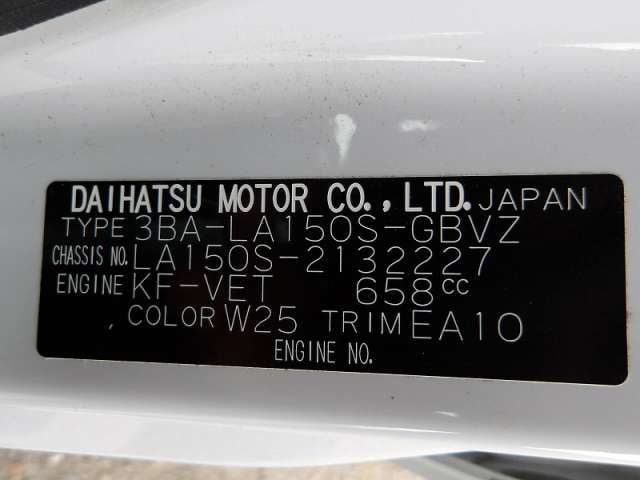 DAIHATSU MOTOR CO., LTD. JAPAN
TYPE 3BA-LA150S-GBVZ
CHASSIS NO. LA150S-2132227
ENGINE KF-VET 658cc
COLOR W25 TRIM EA10
ENGINE NO.